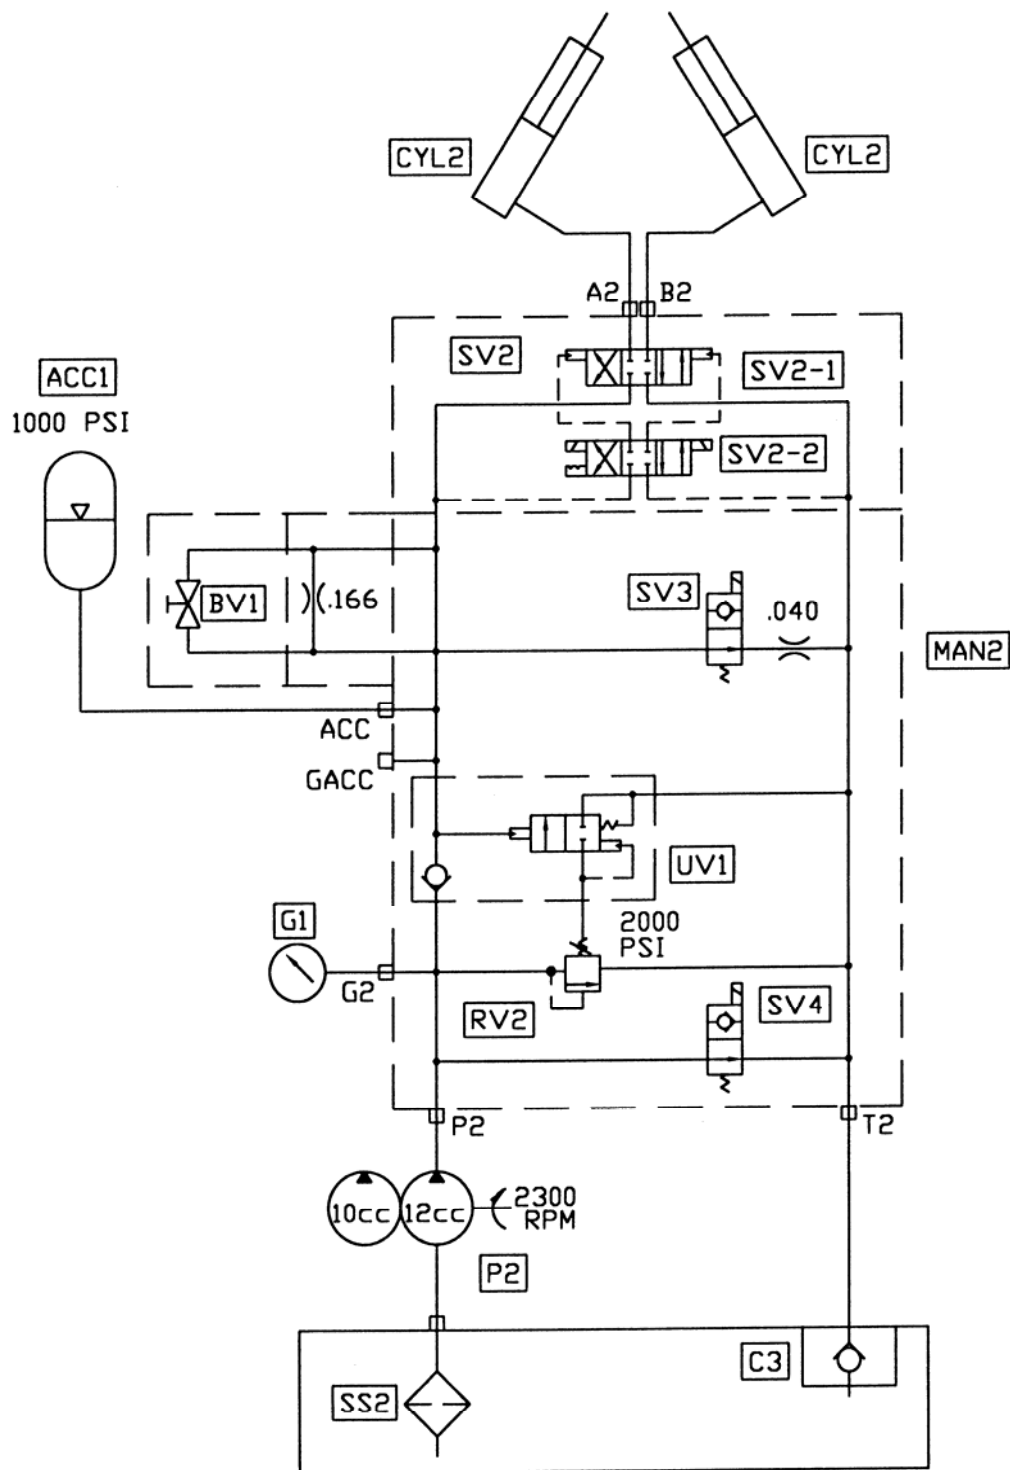 CYL2
CYL2
A2
B2
SV2
SV2-1
ACC1
1000 PSI
SV2-2
SV3
BV1
.166
.040
MAN2
ACC
GACC
UV1
G1
2000
PSI
G2
RV2
SV4
P2
T2
10cc
12cc
2300
RPM
P2
C3
SS2